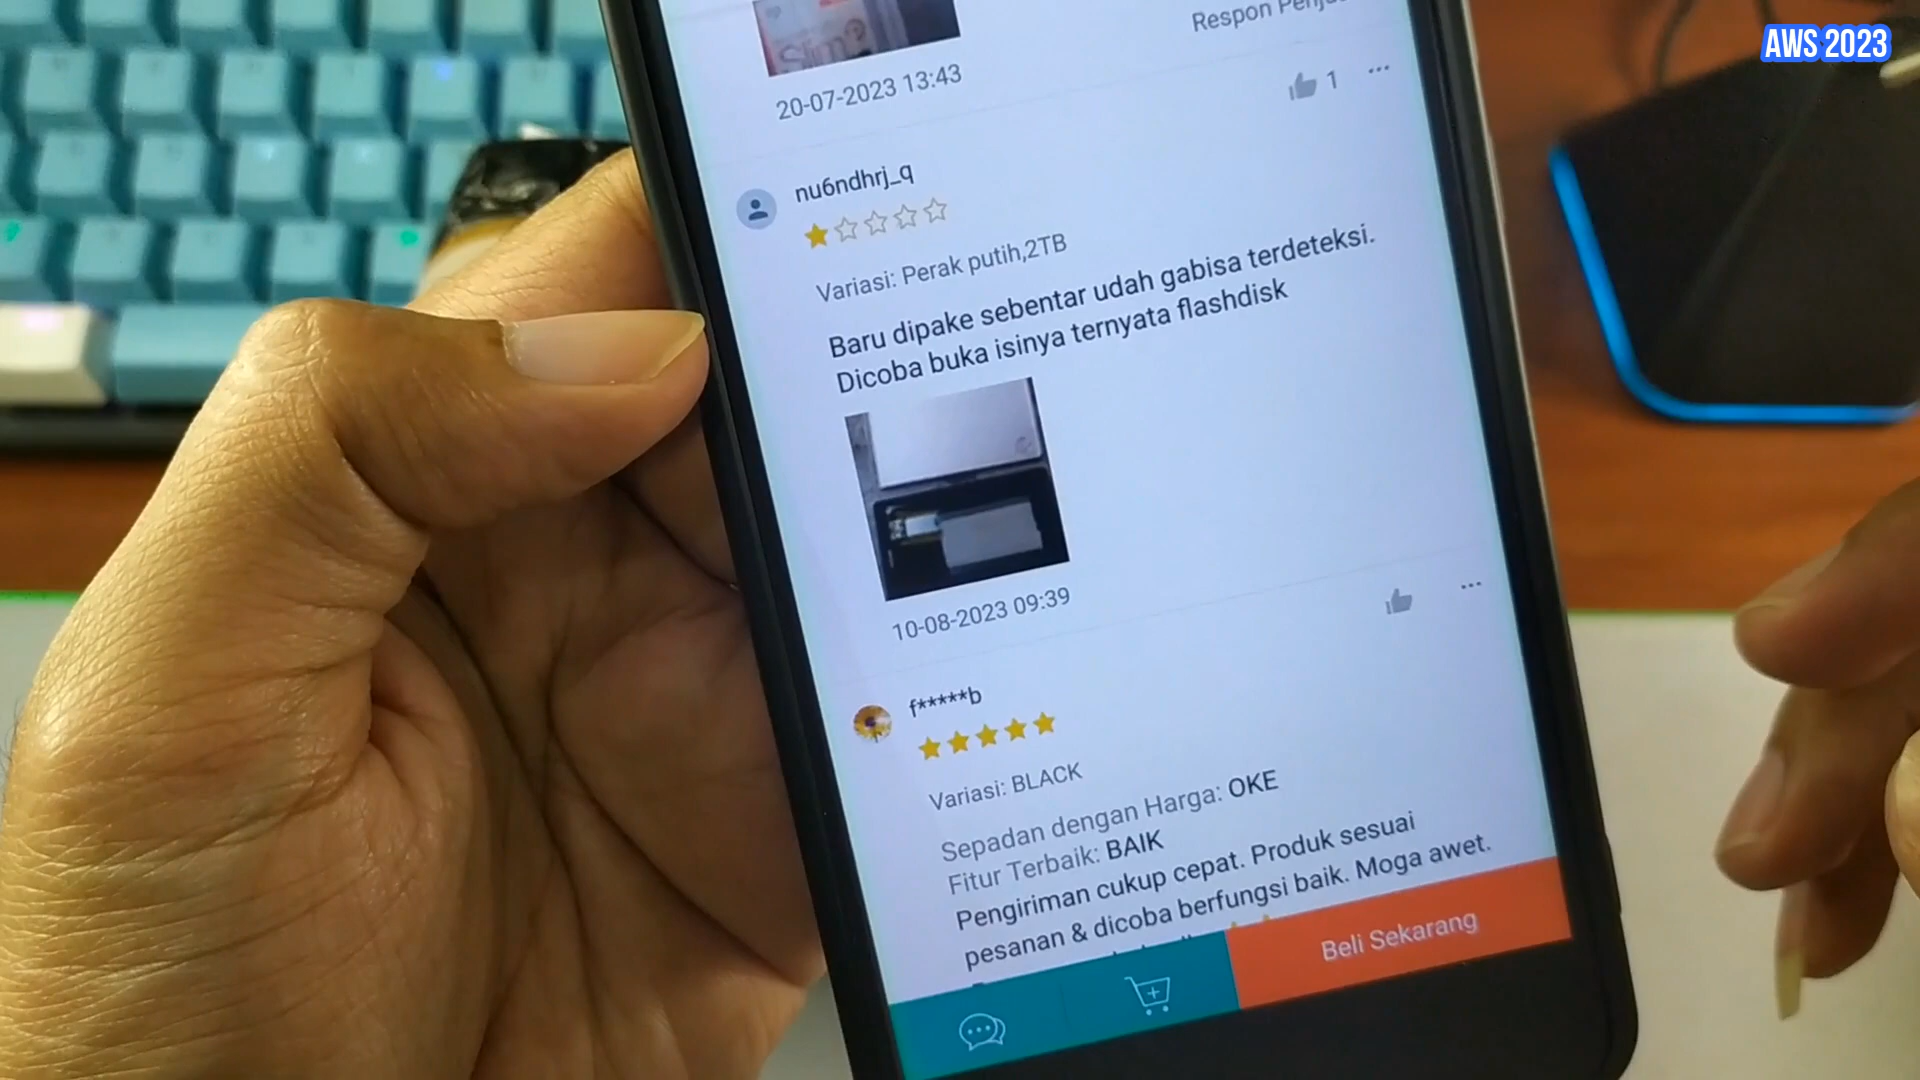 AWS 2023
Slim
Respon
20-07-2023 13:43
1
nu6ndhrj_q
Variasi: Perak putih,2TB
Baru dipake sebentar udah gabisa terdeteksi.
Dicoba buka isinya ternyata flashdisk
10-08-2023 09:39
f*****b
Variasi: BLACK
Sepadan dengan Harga: OKE
Fitur Terbaik: BAIK
Pengiriman cukup cepat. Produk sesuai
pesanan & dicoba berfungsi baik. Moga awet.
Beli Sekarang